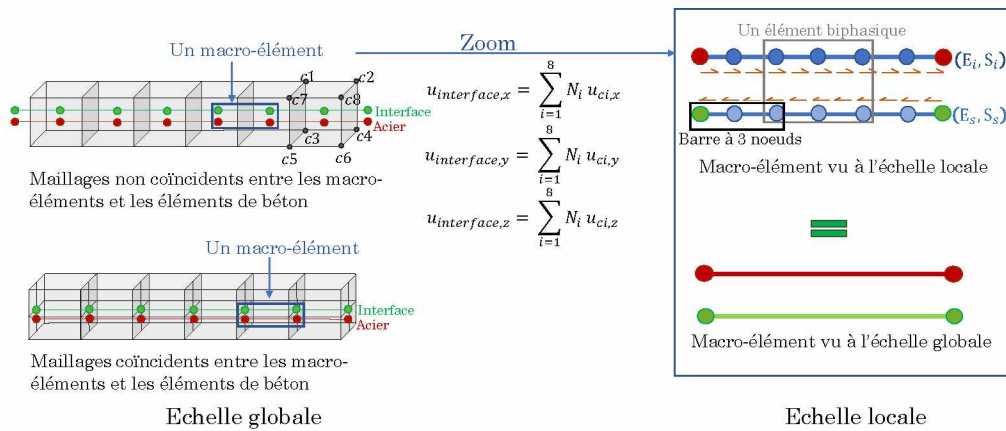 Un macro-élément
Zoom
c1
c2
c7
c8
c3
c4
c5
c6
Interface
Acier
Maillages non coïncidents entre les macro-
éléments et les éléments de béton
Un macro-élément
Interface
Acier
Maillages coïncidents entre les macro-
éléments et les éléments de béton
Echelle globale
u_{interface,x} = \sum_{i=1}^{8} N_i u_{ci,x}
u_{interface,y} = \sum_{i=1}^{8} N_i u_{ci,y}
u_{interface,z} = \sum_{i=1}^{8} N_i u_{ci,z}
Un élément biphasique
(E_i, S_i)
(E_s, S_s)
Barre à 3 noeuds
Macro-élément vu à l'échelle locale
Macro-élément vu à l'échelle globale
Echelle locale